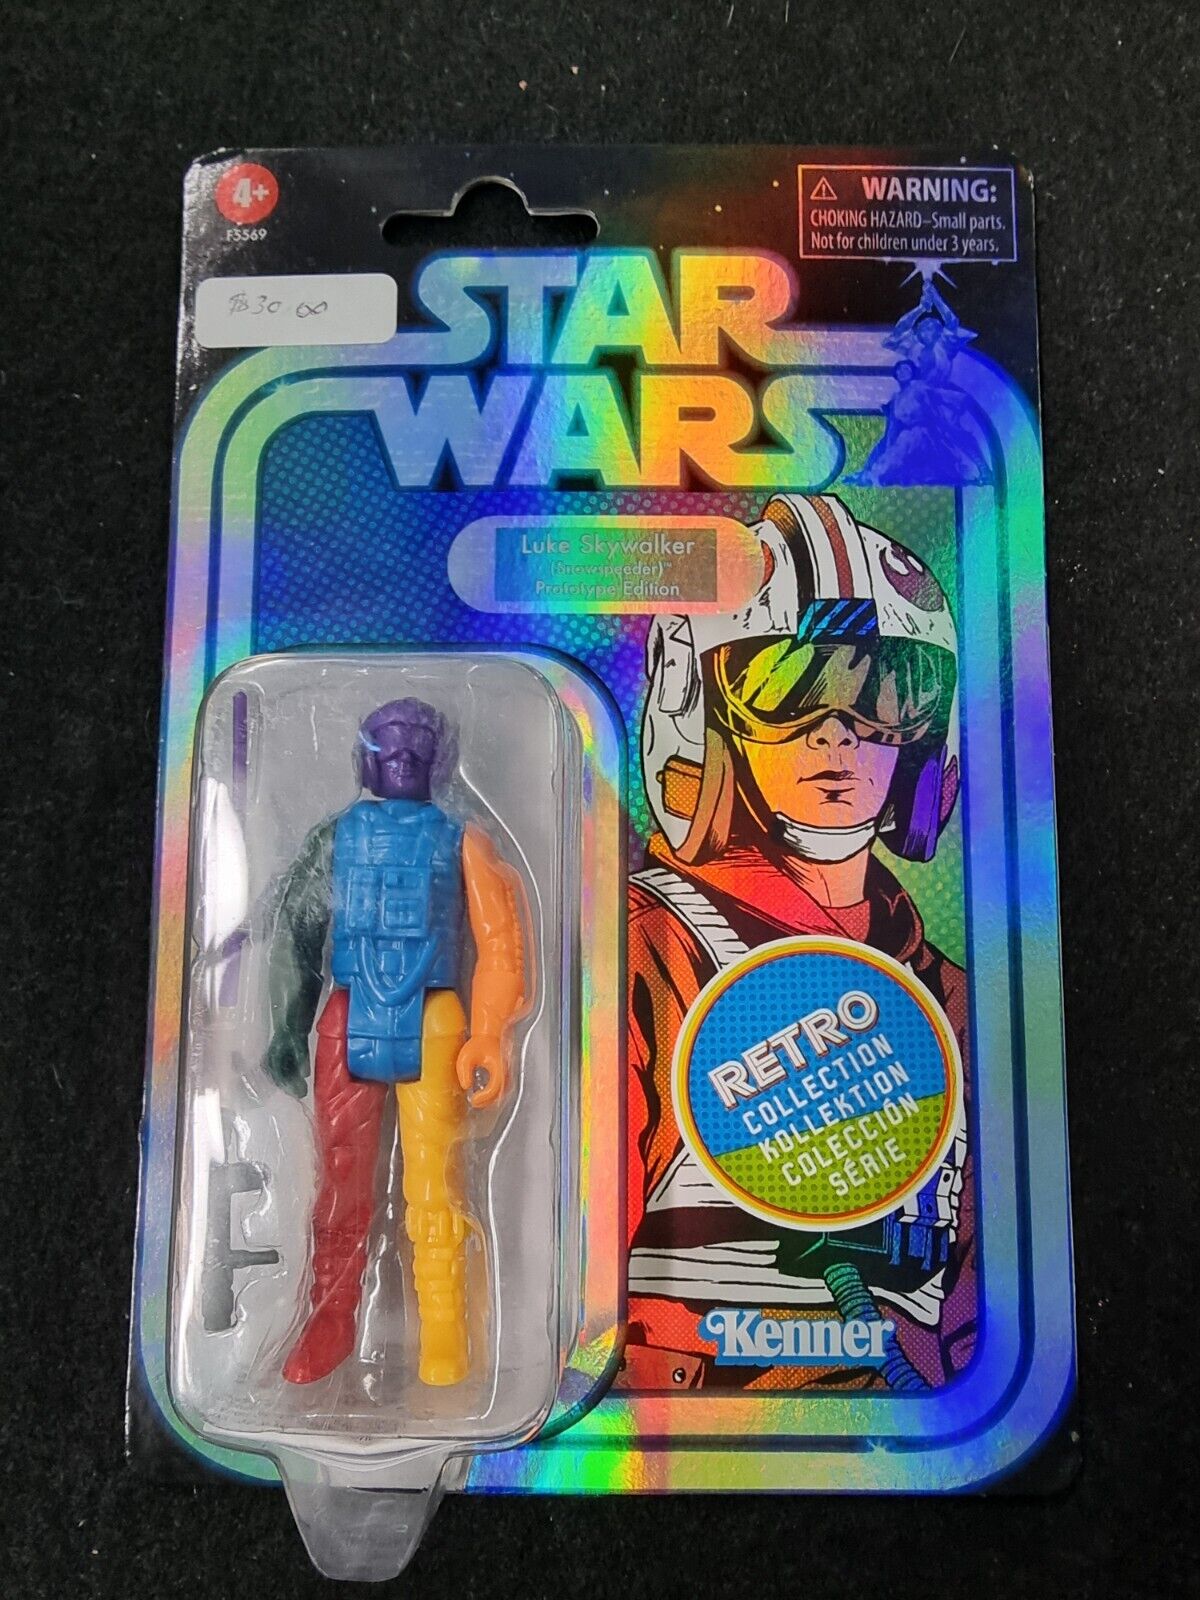 4+
F5569
WARNING:
CHOKING HAZARD–Small parts.
Not for children under 3 years.
$30.00
STAR
WARS
Luke Skywalker
(Snowspeeder)™
Prototype Edition
RETRO
COLLECTION
KOLLEKTION
COLECCIÓN
SÉRIE
Kenner